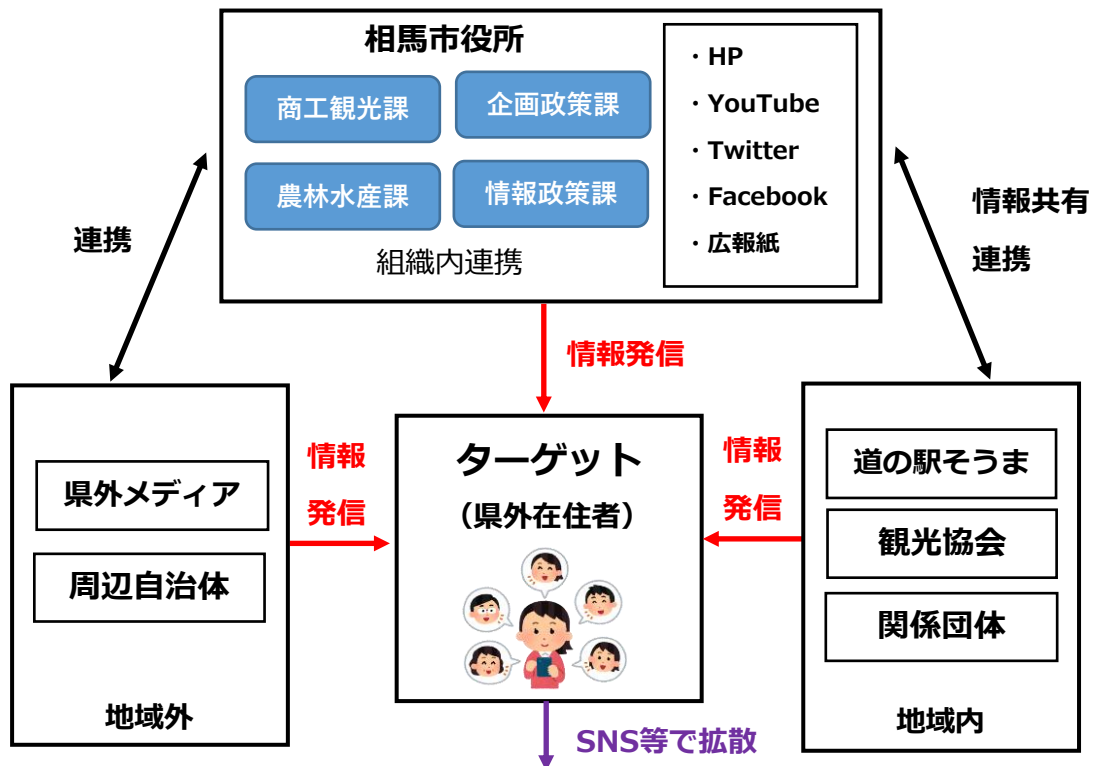 相馬市役所
商工観光課
企画政策課
農林水産課
情報政策課
組織内連携
・HP
・YouTube
・Twitter
・Facebook
・広報紙
連携
情報共有
連携
情報発信
県外メディア
周辺自治体
地域外
情報
発信
ターゲット
（県外在住者）
情報
発信
道の駅そうま
観光協会
関係団体
地域内
SNS等で拡散